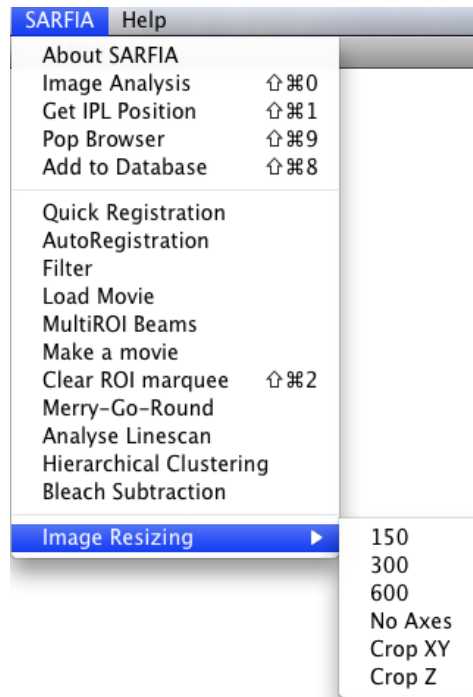 SARFIA Help
About SARFIA
Image Analysis ⇧⌘0
Get IPL Position ⇧⌘1
Pop Browser ⇧⌘9
Add to Database ⇧⌘8
Quick Registration
AutoRegistration
Filter
Load Movie
MultiROI Beams
Make a movie
Clear ROI marquee ⇧⌘2
Merry-Go-Round
Analyse Linescan
Hierarchical Clustering
Bleach Subtraction
Image Resizing ▶
150
300
600
No Axes
Crop XY
Crop Z